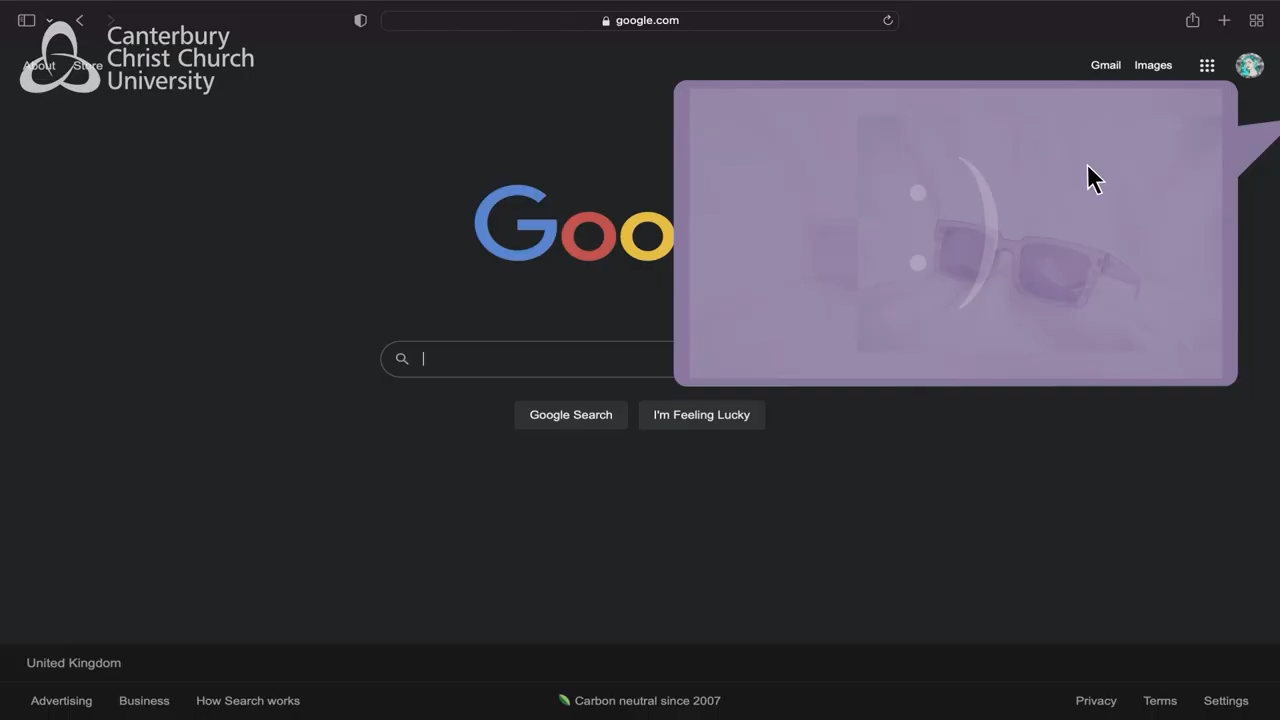 google.com
Canterbury
Christ Church
University
About Store
Gmail Images
Goo
:)
Google Search I'm Feeling Lucky
United Kingdom
Advertising Business How Search works Carbon neutral since 2007 Privacy Terms Settings